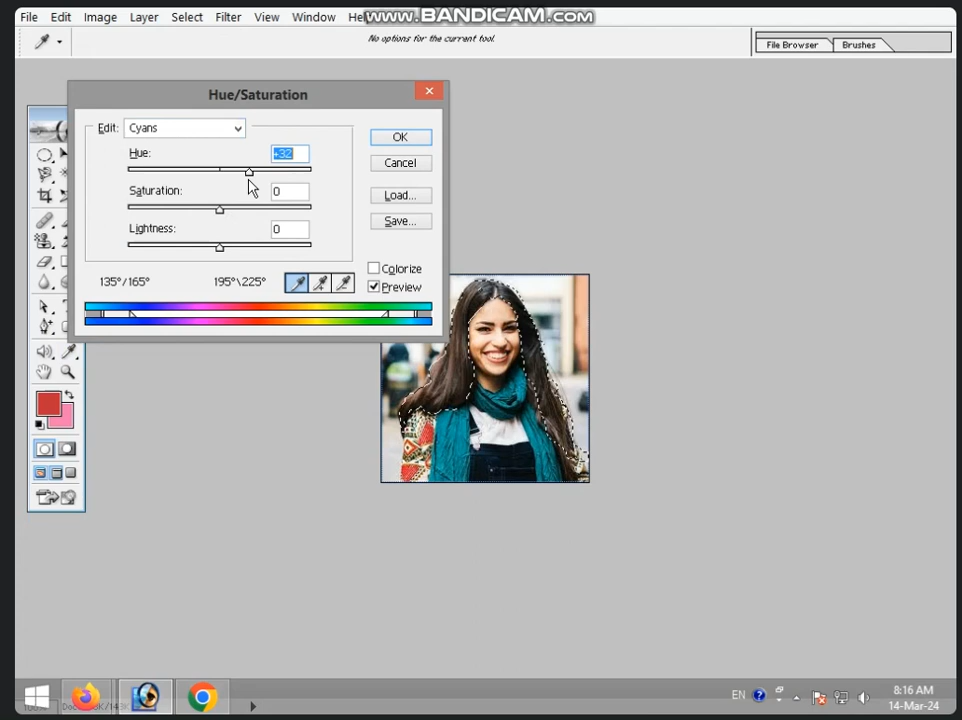 File Edit Image Layer Select Filter View Window Help
www.BANDICAM.com
No options for the current tool.
File Browser
Brushes
Hue/Saturation
Edit: Cyans
OK
Hue: +32
Cancel
Saturation: 0
Load...
Save...
Lightness: 0
Colorize
135°/165° 195°\225°
Preview
EN
8:16 AM
14-Mar-24